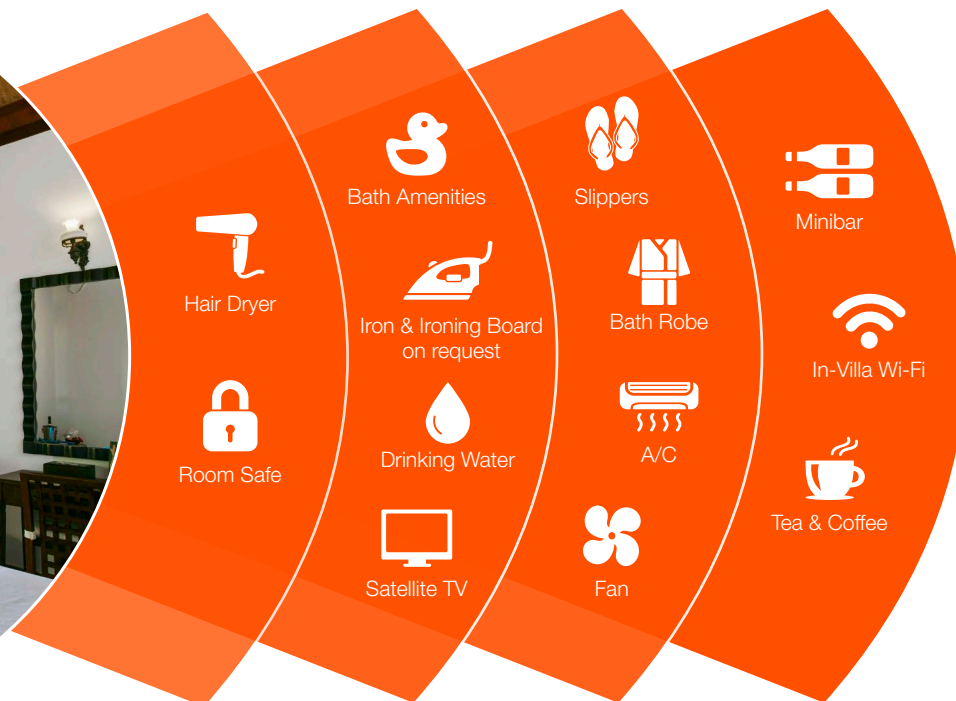 Hair Dryer
Room Safe
Bath Amenities
Iron & Ironing Board
on request
Drinking Water
Satellite TV
Slippers
Bath Robe
A/C
Fan
Minibar
In-Villa Wi-Fi
Tea & Coffee